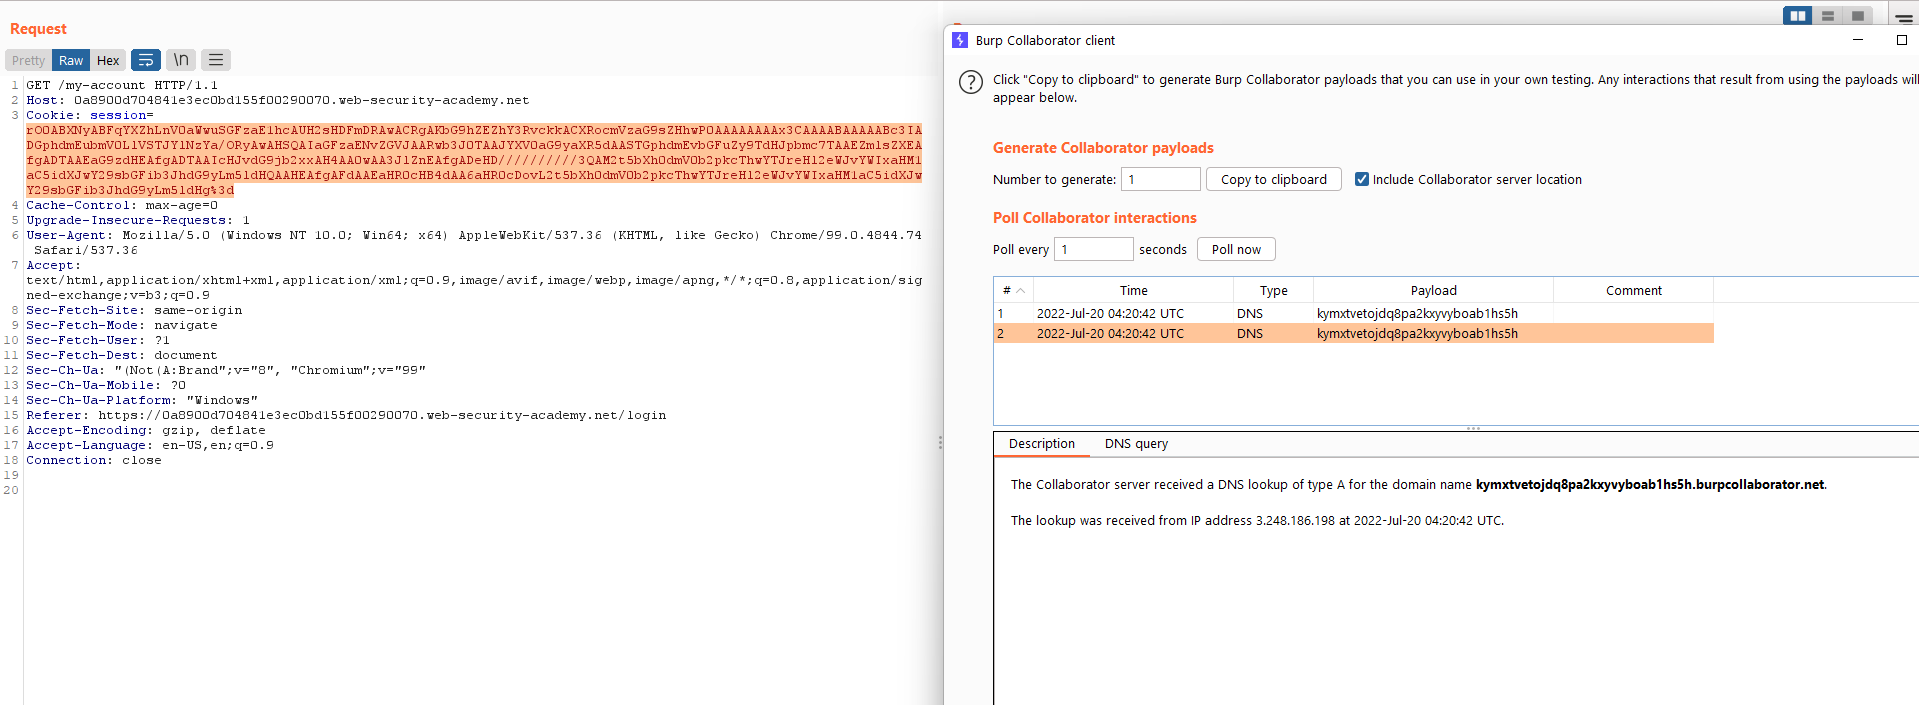 Request
Pretty Raw Hex \n
1 GET /my-account HTTP/1.1
2 Host: 0a8900d704841e3ec0bd155f00290070.web-security-academy.net
3 Cookie: session=
4 Cache-Control: max-age=0
5 Upgrade-Insecure-Requests: 1
6 User-Agent: Mozilla/5.0 (Windows NT 10.0; Win64; x64) AppleWebKit/537.36 (KHTML, like Gecko) Chrome/99.0.4844.74
Safari/537.36
7 Accept:
text/html,application/xhtml+xml,application/xml;q=0.9,image/avif,image/webp,image/apng,*/*;q=0.8,application/sig
ned-exchange;v=b3;q=0.9
8 Sec-Fetch-Site: same-origin
9 Sec-Fetch-Mode: navigate
10 Sec-Fetch-User: ?1
11 Sec-Fetch-Dest: document
12 Sec-Ch-Ua: "(Not(A:Brand";v="8", "Chromium";v="99"
13 Sec-Ch-Ua-Mobile: ?0
14 Sec-Ch-Ua-Platform: "Windows"
15 Referer: https://0a8900d704841e3ec0bd155f00290070.web-security-academy.net/login
16 Accept-Encoding: gzip, deflate
17 Accept-Language: en-US,en;q=0.9
18 Connection: close
19
20
Burp Collaborator client
Click "Copy to clipboard" to generate Burp Collaborator payloads that you can use in your own testing. Any interactions that result from using the payloads will
appear below.
Generate Collaborator payloads
Number to generate: 1 Copy to clipboard Include Collaborator server location
Poll Collaborator interactions
Poll every 1 seconds Poll now
# Time Type Payload Comment
1 2022-Jul-20 04:20:42 UTC DNS kymxtvetojdq8pa2kxyvyboab1hs5h
2 2022-Jul-20 04:20:42 UTC DNS kymxtvetojdq8pa2kxyvyboab1hs5h
Description DNS query
The Collaborator server received a DNS lookup of type A for the domain name kymxtvetojdq8pa2kxyvyboab1hs5h.burpcollaborator.net.
The lookup was received from IP address 3.248.186.198 at 2022-Jul-20 04:20:42 UTC.